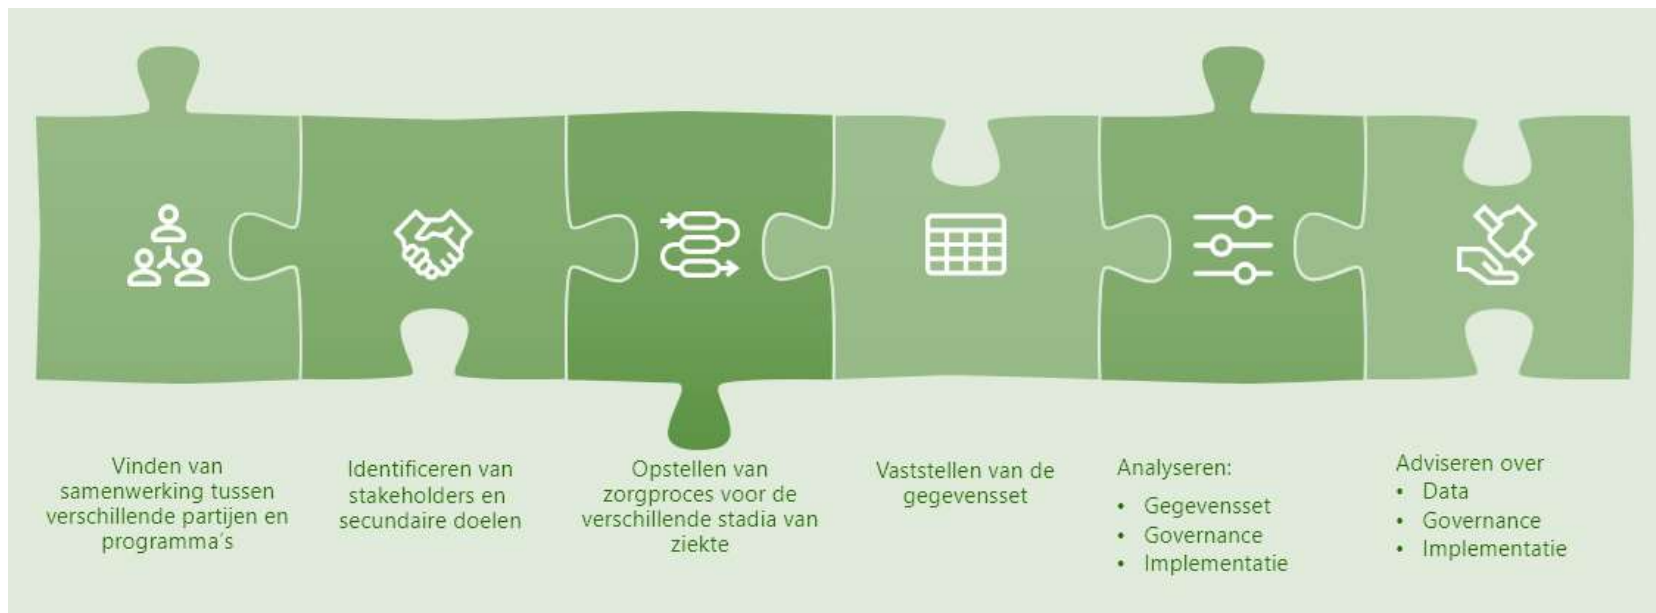 Vinden van
samenwerking tussen
verschillende partijen en
programma's
Identificeren van
stakeholders en
secundaire doelen
Opstellen van
zorgproces voor de
verschillende stadia van
ziekte
Vaststellen van de
gegevensset
Analyseren:
• Gegevensset
• Governance
• Implementatie
Adviseren over
• Data
• Governance
• Implementatie